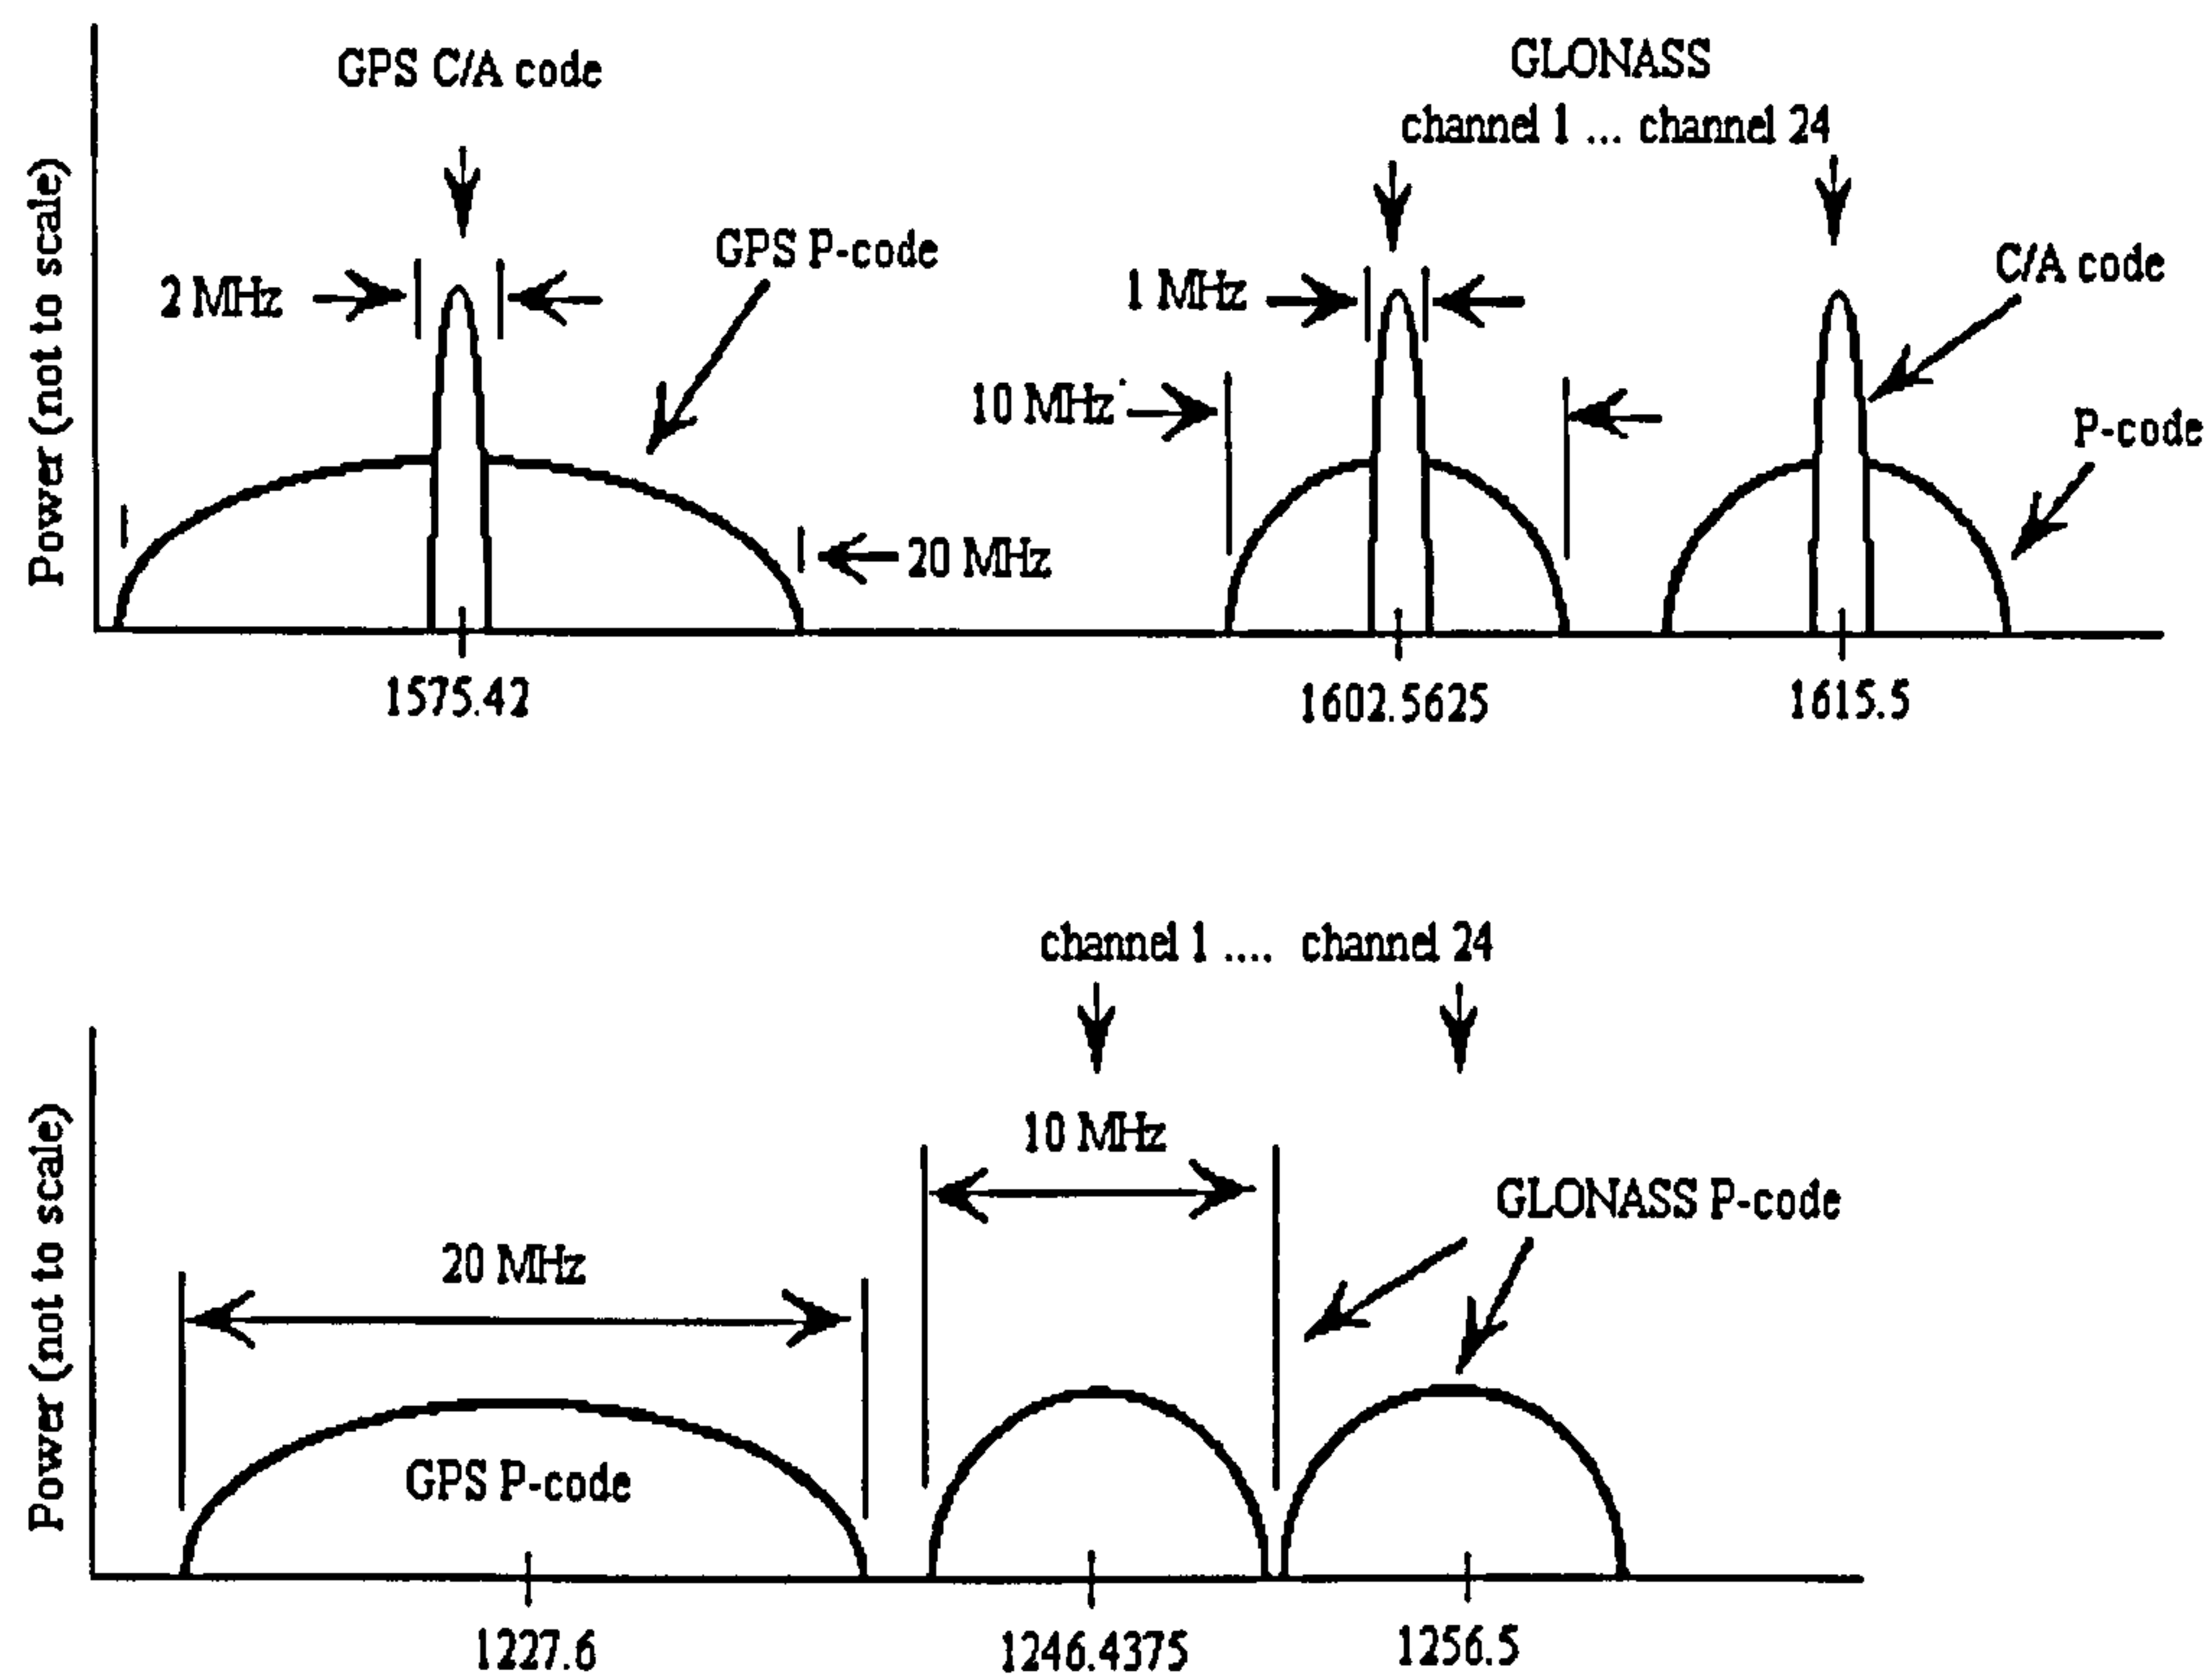 GPS C/A code
GLONASS
channel 1 ... channel 24
Power (not to scale)
GPS P-code
2 MHz
1 MHz
C/A code
10 MHz
P-code
20 MHz
1575.42
1602.5625
1615.5
channel 1 .... channel 24
Power (not to scale)
10 MHz
GLONASS P-code
20 MHz
GPS P-code
1227.6
1246.4375
1256.5